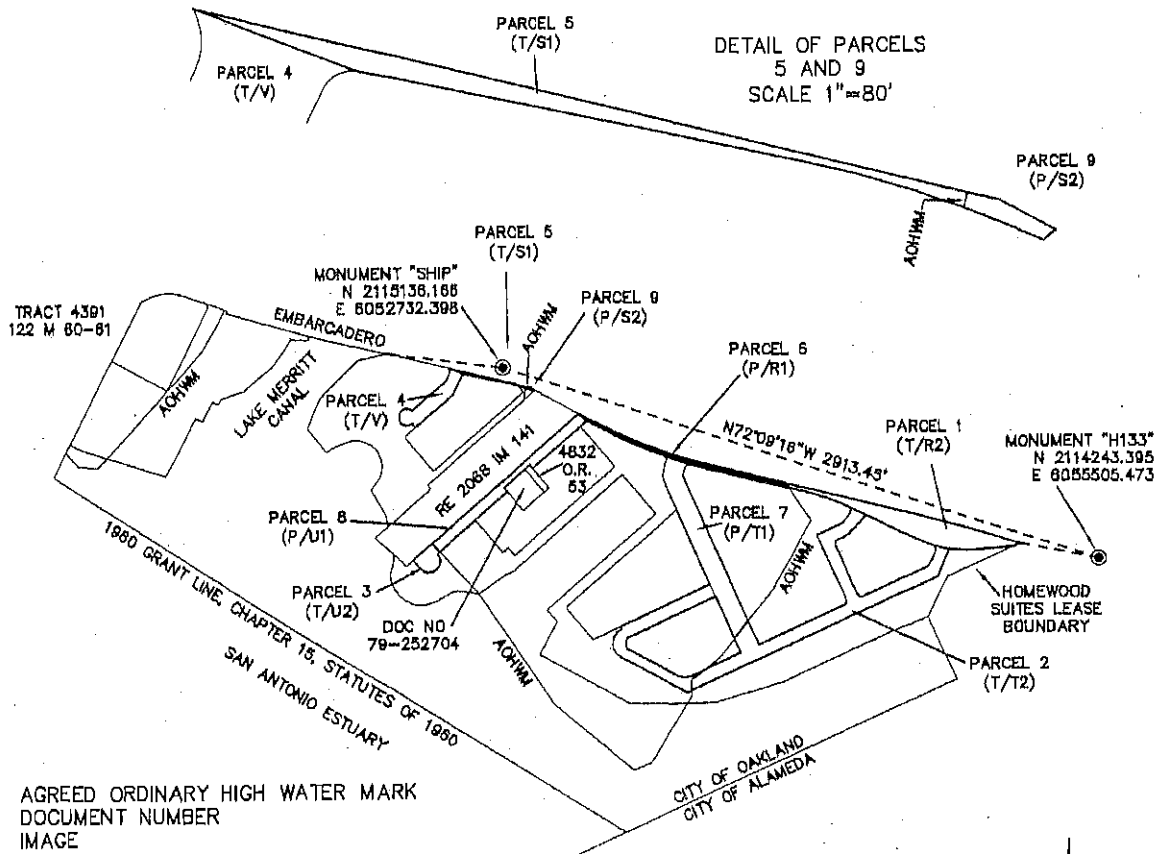 PARCEL 5
(T/S1)
DETAIL OF PARCELS
5 AND 9
SCALE 1"=80'
PARCEL 4
(T/V)
PARCEL 9
(P/S2)
AOHWM
PARCEL 5
(T/S1)
MONUMENT "SHIP"
N 2115136.166
E 6052732.398
PARCEL 9
(P/S2)
TRACT 4391
122 M 60-61
EMBARCADERO
AOHWM
PARCEL 6
(P/R1)
AOHWM
LAKE MERRITT
CANAL
PARCEL 4
(T/V)
N72°09'16"W 2913.45'
PARCEL 1
(T/R2)
MONUMENT "H133"
N 2114243.395
E 6055505.473
RE 2068 IM 141
4832
O.R.
53
PARCEL 8
(P/U1)
PARCEL 7
(P/T1)
AOHWM
1960 GRANT LINE, CHAPTER 15, STATUTES OF 1960
PARCEL 3
(T/U2)
DOC NO
79-252704
HOMEWOOD
SUITES LEASE
BOUNDARY
SAN ANTONIO ESTUARY
AOHWM
PARCEL 2
(T/T2)
CITY OF OAKLAND
CITY OF ALAMEDA
AGREED ORDINARY HIGH WATER MARK
DOCUMENT NUMBER
IMAGE